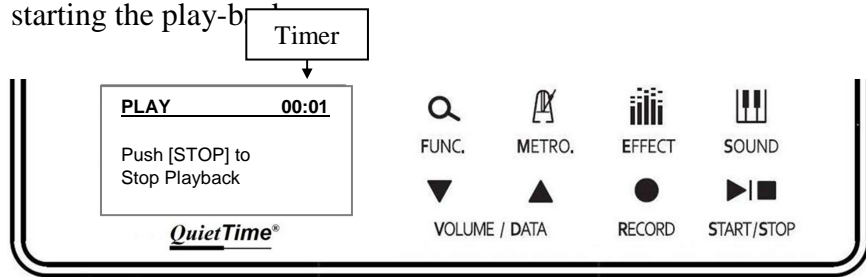 starting the play-b
Timer
PLAY 00:01
Push [STOP] to
Stop Playback
QuietTime®
FUNC. METRO. EFFECT SOUND
VOLUME / DATA RECORD START/STOP